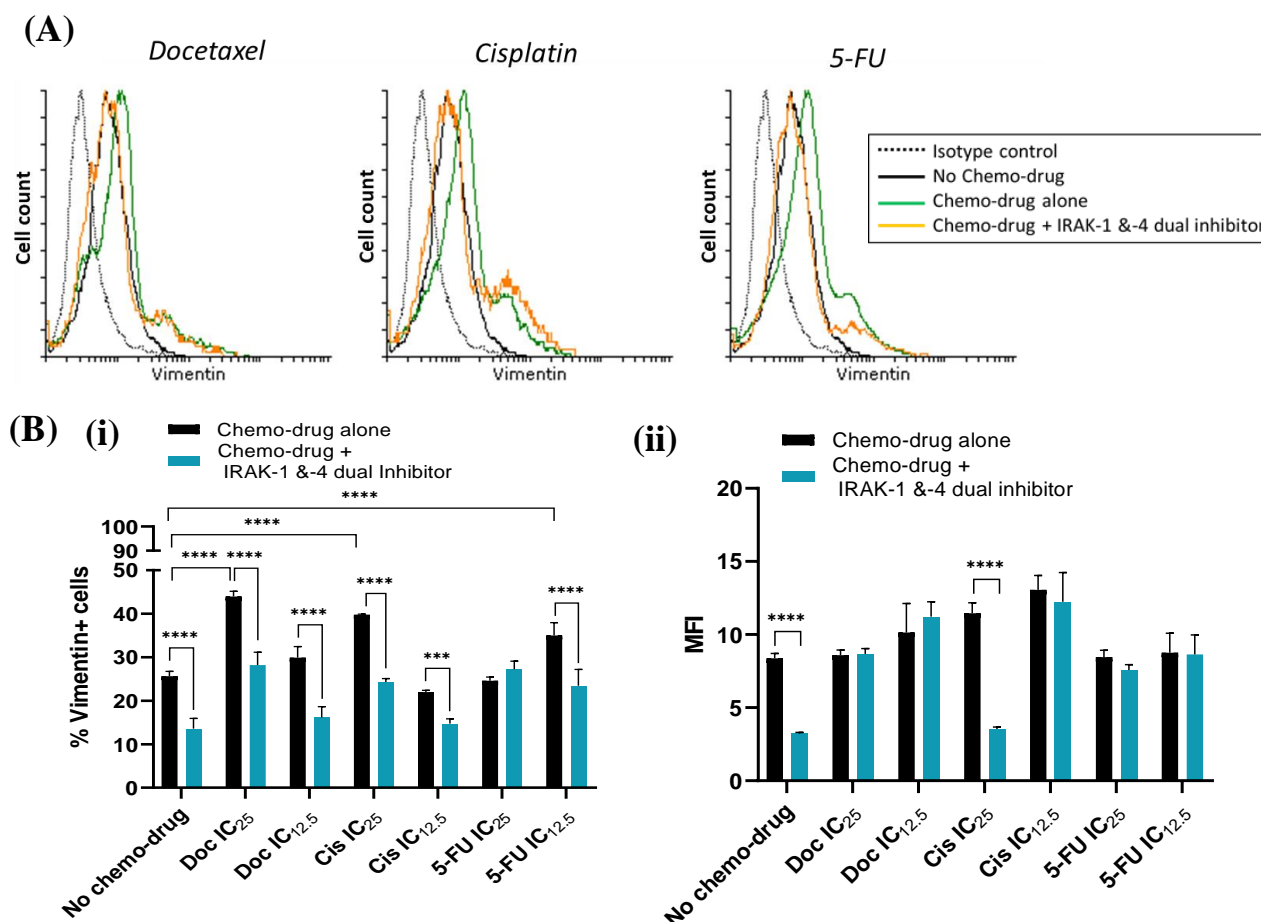 (A)
Docetaxel
Cisplatin
5-FU
Cell count
Vimentin
Cell count
Vimentin
Cell count
Vimentin
Isotype control
No Chemo-drug
Chemo-drug alone
Chemo-drug + IRAK-1 &-4 dual inhibitor
(B)
(i)
Chemo-drug alone
Chemo-drug +
IRAK-1 &-4 dual Inhibitor
****
****
**** ****
****
****
****
***
****
% Vimentin+ cells
100
90
50
40
30
20
10
0
No chemo-drug
Doc IC25
Doc IC12.5
Cis IC25
Cis IC12.5
5-FU IC25
5-FU IC12.5
(ii)
Chemo-drug alone
Chemo-drug +
IRAK-1 &-4 dual inhibitor
****
****
MFI
20
15
10
5
0
No chemo-drug
Doc IC25
Doc IC12.5
Cis IC25
Cis IC12.5
5-FU IC25
5-FU IC12.5